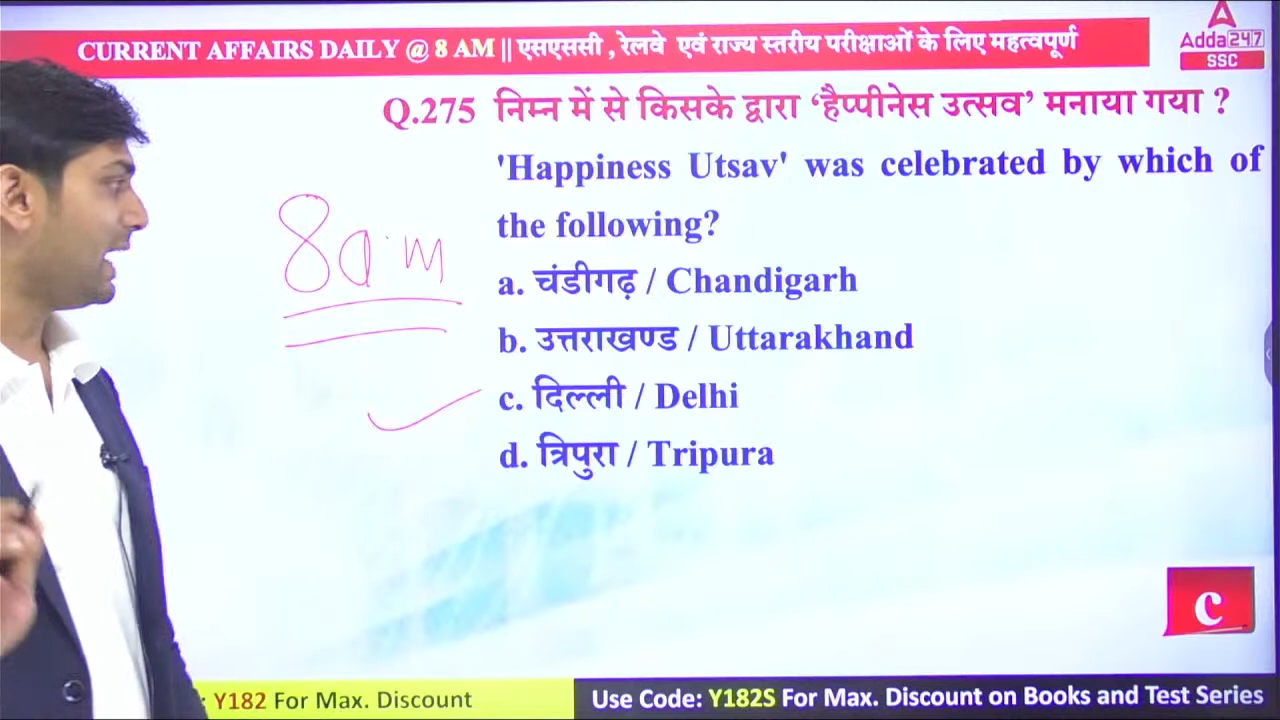 CURRENT AFFAIRS DAILY @ 8 AM || एसएससी , रेलवे एवं राज्य स्तरीय परीक्षाओं के लिए महत्वपूर्ण
Adda247
SSC
Q.275 निम्न में से किसके द्वारा ‘हैप्पीनेस उत्सव’ मनाया गया ?
'Happiness Utsav' was celebrated by which of
the following?
8 a.m
a. चंडीगढ़ / Chandigarh
b. उत्तराखण्ड / Uttarakhand
c. दिल्ली / Delhi
d. त्रिपुरा / Tripura
c
: Y182 For Max. Discount
Use Code: Y182S For Max. Discount on Books and Test Series